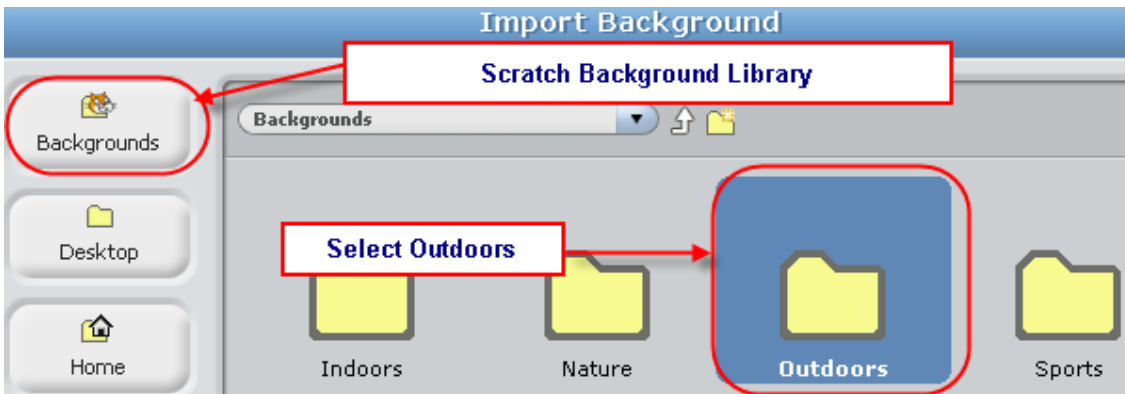 Import Background
Scratch Background Library
Backgrounds
Backgrounds
Desktop
Select Outdoors
Home
Indoors
Nature
Outdoors
Sports